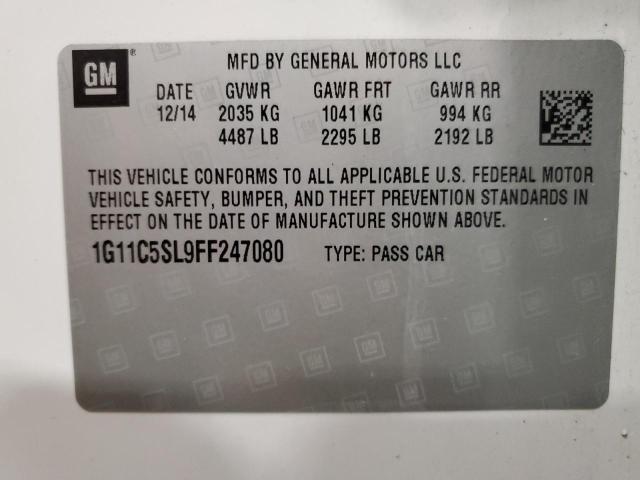 GM ® MFD BY GENERAL MOTORS LLC
DATE GVWR GAWR FRT GAWR RR
12/14 2035 KG 1041 KG 994 KG
4487 LB 2295 LB 2192 LB
THIS VEHICLE CONFORMS TO ALL APPLICABLE U.S. FEDERAL MOTOR
VEHICLE SAFETY, BUMPER, AND THEFT PREVENTION STANDARDS IN
EFFECT ON THE DATE OF MANUFACTURE SHOWN ABOVE.
1G11C5SL9FF247080 TYPE: PASS CAR